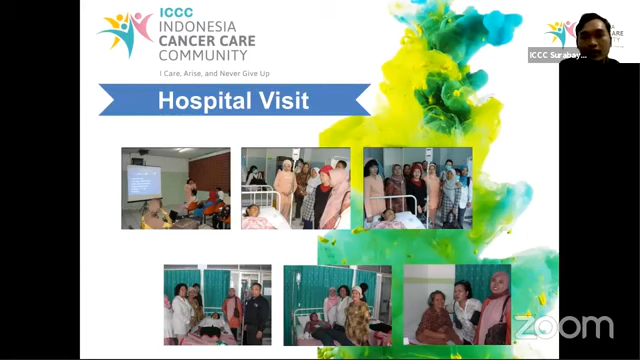 ICCC
INDONESIA
CANCER CARE
COMMUNITY
I Care, Arise, and Never Give Up
Hospital Visit
ICCC Surabay...
zoom